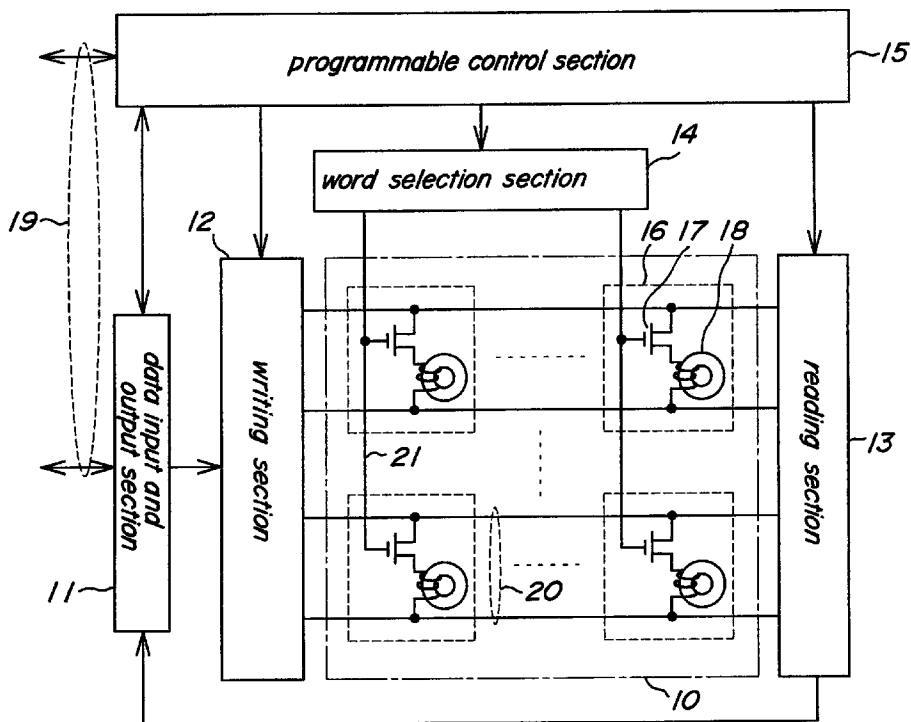 programmable control section
15
14
word selection section
19
12
16 17 18
data input and
output section
writing section
reading section
21
13
11
20
10